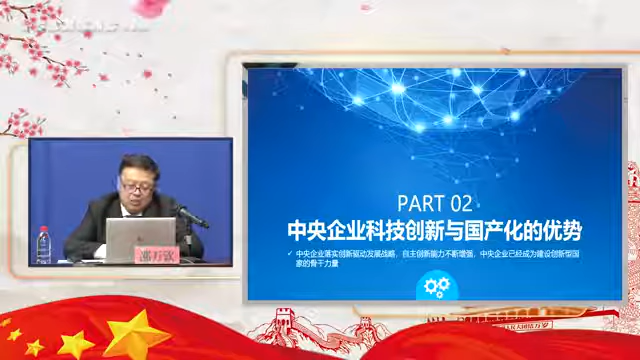 PART 02
中央企业科技创新与国产化的优势
✓ 中央企业落实创新驱动发展战略，自主创新能力不断增强，中央企业已经成为建设创新型国
家的骨干力量